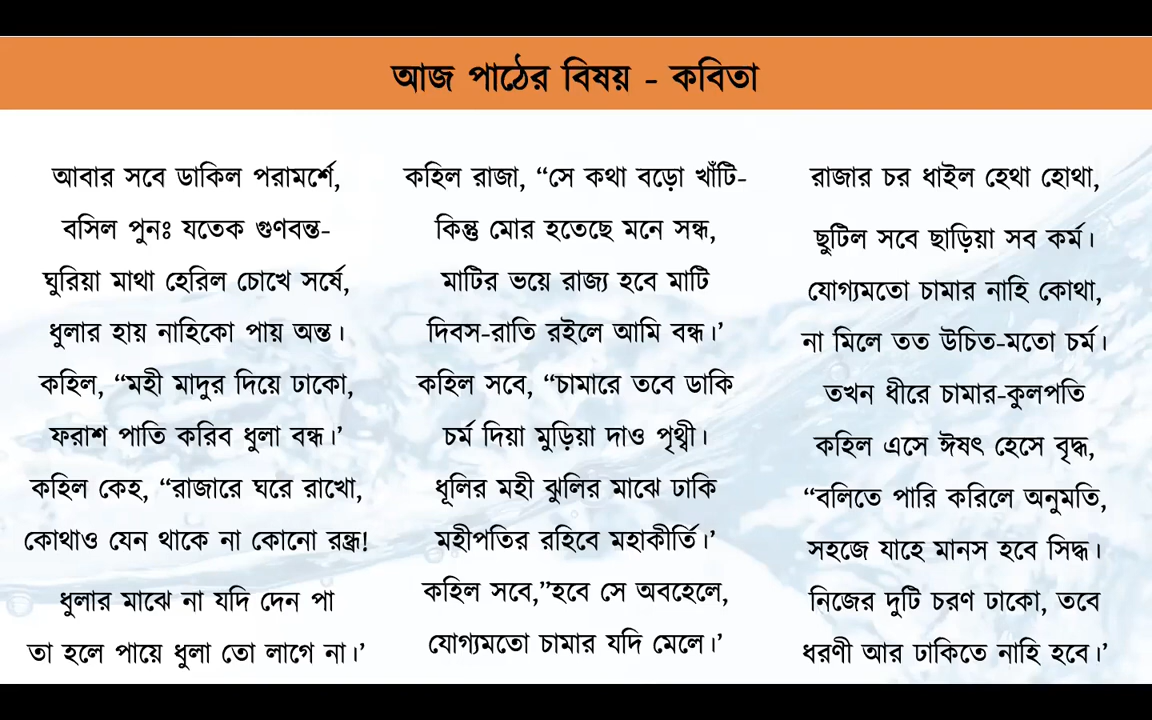 আজ পাঠের বিষয় - কবিতা
আবার সবে ডাকিল পরামর্শে,
বসিল পুনঃ যতেক গুণবন্ত-
ঘুরিয়া মাথা হেরিল চোখে সর্ষে,
ধুলার হায় নাহিকো পায় অন্ত।
কহিল, “মহী মাদুর দিয়ে ঢাকো,
ফরাশ পাতি করিব ধুলা বন্ধ।’
কহিল কেহ, “রাজারে ঘরে রাখো,
কোথাও যেন থাকে না কোনো রন্ধ্র!
ধুলার মাঝে না যদি দেন পা
তা হলে পায়ে ধুলা তো লাগে না।’
কহিল রাজা, “সে কথা বড়ো খাঁটি-
কিন্তু মোর হতেছে মনে সন্ধ,
মাটির ভয়ে রাজ্য হবে মাটি
দিবস-রাতি রইলে আমি বন্ধ।’
কহিল সবে, “চামারে তবে ডাকি
চর্ম দিয়া মুড়িয়া দাও পৃথ্বী।
ধূলির মহী ঝুলির মাঝে ঢাকি
মহীপতির রহিবে মহাকীর্তি।’
কহিল সবে,”হবে সে অবহেলে,
যোগ্যমতো চামার যদি মেলে।’
রাজার চর ধাইল হেথা হোথা,
ছুটিল সবে ছাড়িয়া সব কর্ম।
যোগ্যমতো চামার নাহি কোথা,
না মিলে তত উচিত-মতো চর্ম।
তখন ধীরে চামার-কুলপতি
কহিল এসে ঈষৎ হেসে বৃদ্ধ,
“বলিতে পারি করিলে অনুমতি,
সহজে যাহে মানস হবে সিদ্ধ।
নিজের দুটি চরণ ঢাকো, তবে
ধরণী আর ঢাকিতে নাহি হবে।’